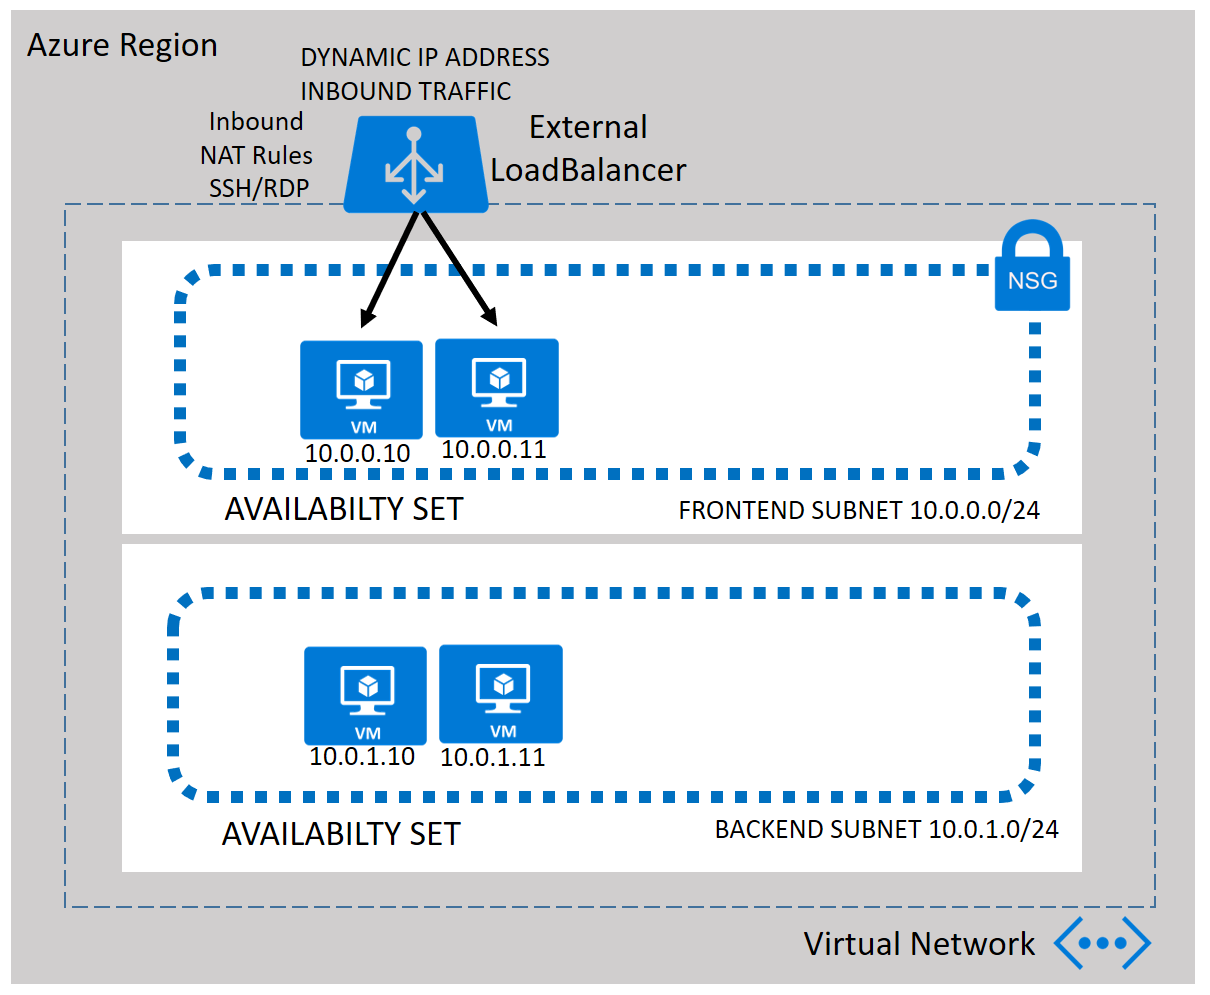 Azure Region
DYNAMIC IP ADDRESS
INBOUND TRAFFIC
Inbound
NAT Rules
SSH/RDP
External
LoadBalancer
NSG
VM
VM
10.0.0.10
10.0.0.11
AVAILABILTY SET
FRONTEND SUBNET 10.0.0.0/24
VM
VM
10.0.1.10
10.0.1.11
AVAILABILTY SET
BACKEND SUBNET 10.0.1.0/24
Virtual Network